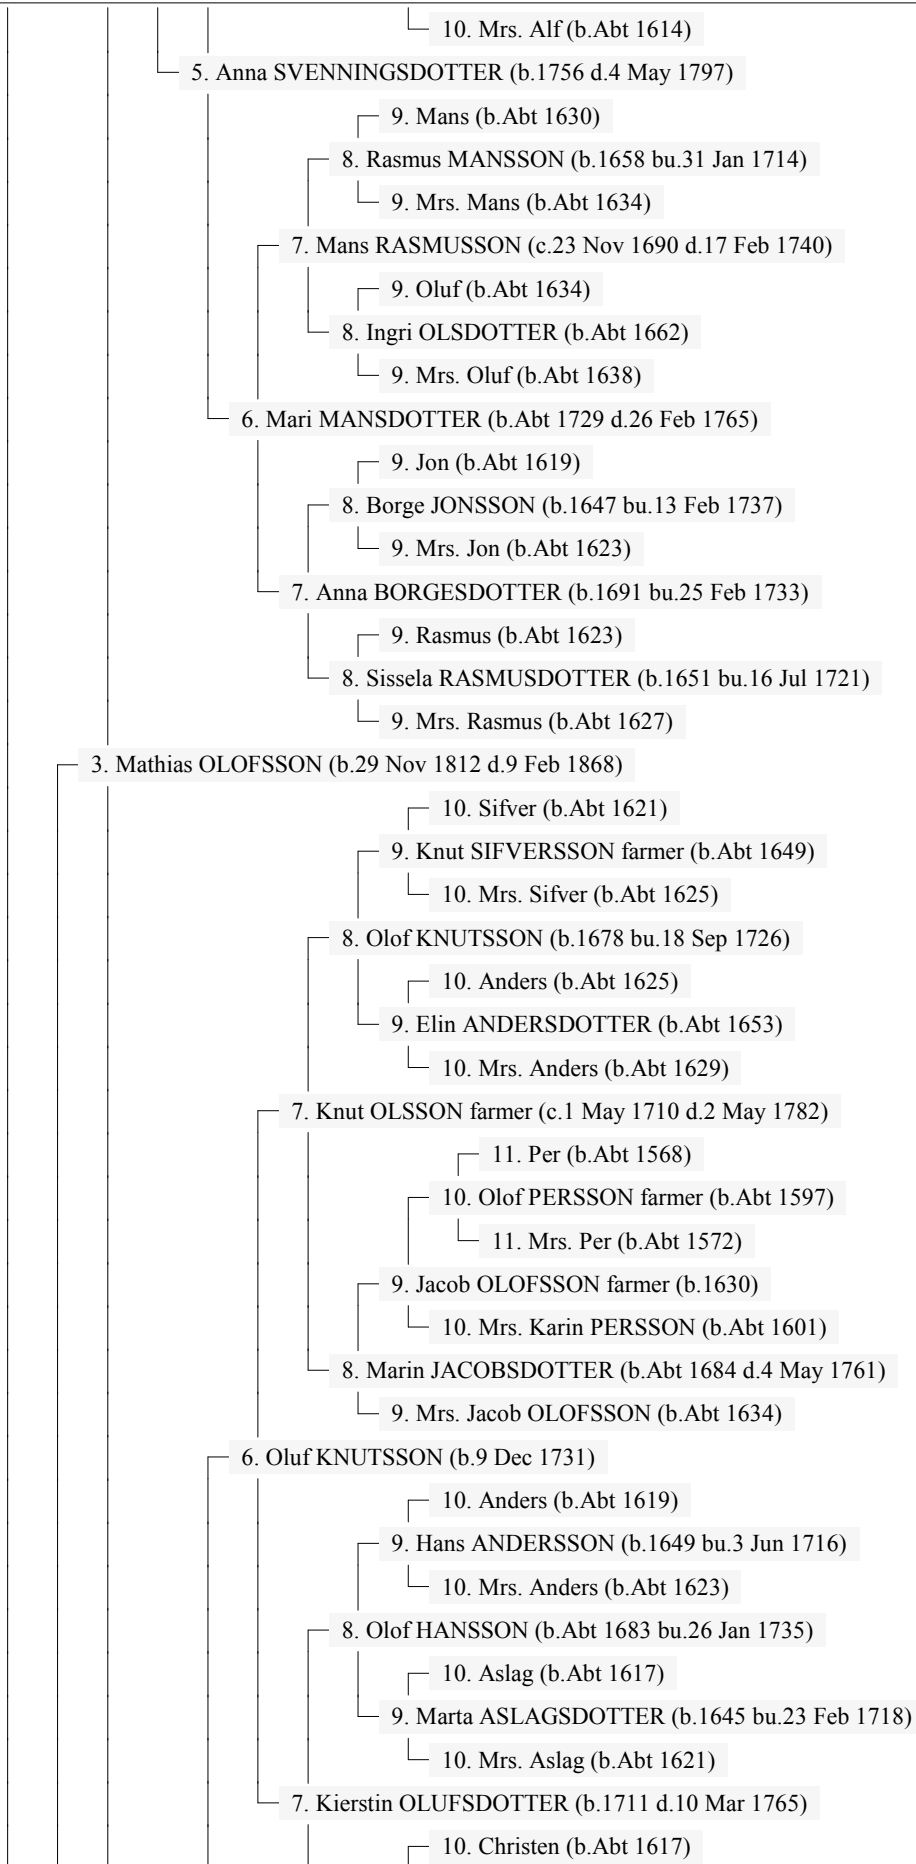 10. Mrs. Alf (b.Abt 1614)
5. Anna SVENNINGSDOTTER (b.1756 d.4 May 1797)
9. Mans (b.Abt 1630)
8. Rasmus MANSSON (b.1658 bu.31 Jan 1714)
9. Mrs. Mans (b.Abt 1634)
7. Mans RASMUSSON (c.23 Nov 1690 d.17 Feb 1740)
9. Oluf (b.Abt 1634)
8. Ingri OLSDOTTER (b.Abt 1662)
9. Mrs. Oluf (b.Abt 1638)
6. Mari MANSDOTTER (b.Abt 1729 d.26 Feb 1765)
9. Jon (b.Abt 1619)
8. Borge JONSSON (b.1647 bu.13 Feb 1737)
9. Mrs. Jon (b.Abt 1623)
7. Anna BORGESDOTTER (b.1691 bu.25 Feb 1733)
9. Rasmus (b.Abt 1623)
8. Sissela RASMUSDOTTER (b.1651 bu.16 Jul 1721)
9. Mrs. Rasmus (b.Abt 1627)
3. Mathias OLOFSSON (b.29 Nov 1812 d.9 Feb 1868)
10. Sifver (b.Abt 1621)
9. Knut SIFVERSSON farmer (b.Abt 1649)
10. Mrs. Sifver (b.Abt 1625)
8. Olof KNUTSSON (b.1678 bu.18 Sep 1726)
10. Anders (b.Abt 1625)
9. Elin ANDERSDOTTER (b.Abt 1653)
10. Mrs. Anders (b.Abt 1629)
7. Knut OLSSON farmer (c.1 May 1710 d.2 May 1782)
11. Per (b.Abt 1568)
10. Olof PERSSON farmer (b.Abt 1597)
11. Mrs. Per (b.Abt 1572)
9. Jacob OLOFSSON farmer (b.1630)
10. Mrs. Karin PERSSON (b.Abt 1601)
8. Marin JACOBSDOTTER (b.Abt 1684 d.4 May 1761)
9. Mrs. Jacob OLOFSSON (b.Abt 1634)
6. Oluf KNUTSSON (b.9 Dec 1731)
10. Anders (b.Abt 1619)
9. Hans ANDERSSON (b.1649 bu.3 Jun 1716)
10. Mrs. Anders (b.Abt 1623)
8. Olof HANSSON (b.Abt 1683 bu.26 Jan 1735)
10. Aslag (b.Abt 1617)
9. Marta ASLAGSDOTTER (b.1645 bu.23 Feb 1718)
10. Mrs. Aslag (b.Abt 1621)
7. Kierstin OLUFSDOTTER (b.1711 d.10 Mar 1765)
10. Christen (b.Abt 1617)